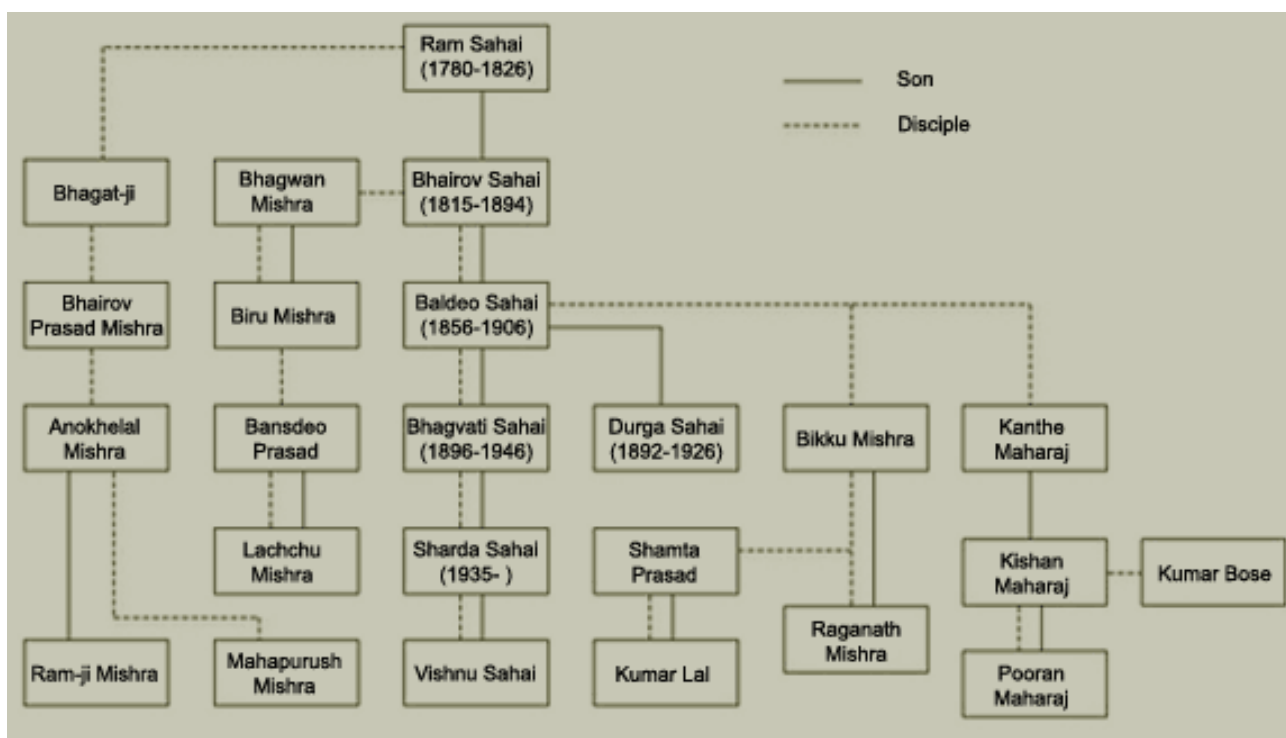 Ram Sahai
(1780-1826)
Son
Disciple
Bhagat-ji
Bhagwan
Mishra
Bhairov Sahai
(1815-1894)
Bhairov
Prasad Mishra
Biru Mishra
Baldeo Sahai
(1856-1906)
Anokhelal
Mishra
Bansdeo
Prasad
Bhagvati Sahai
(1896-1946)
Durga Sahai
(1892-1926)
Bikku Mishra
Kanthe
Maharaj
Lachchu
Mishra
Sharda Sahai
(1935- )
Shamta
Prasad
Kishan
Maharaj
Kumar Bose
Ram-ji Mishra
Mahapurush
Mishra
Vishnu Sahai
Kumar Lal
Raganath
Mishra
Pooran
Maharaj